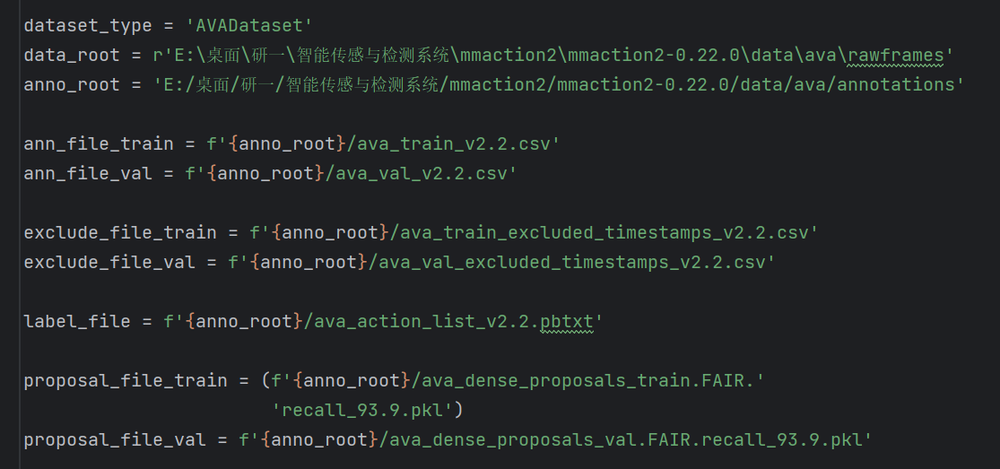 dataset_type = 'AVADataset'
data_root = r'E:\桌面\研一\智能传感与检测系统\mmaction2\mmaction2-0.22.0\data\ava\rawframes'
anno_root = 'E:/桌面/研一/智能传感与检测系统/mmaction2/mmaction2-0.22.0/data/ava/annotations'
ann_file_train = f'{anno_root}/ava_train_v2.2.csv'
ann_file_val = f'{anno_root}/ava_val_v2.2.csv'
exclude_file_train = f'{anno_root}/ava_train_excluded_timestamps_v2.2.csv'
exclude_file_val = f'{anno_root}/ava_val_excluded_timestamps_v2.2.csv'
label_file = f'{anno_root}/ava_action_list_v2.2.pbtxt'
proposal_file_train = (f'{anno_root}/ava_dense_proposals_train.FAIR.'
'recall_93.9.pkl')
proposal_file_val = f'{anno_root}/ava_dense_proposals_val.FAIR.recall_93.9.pkl'